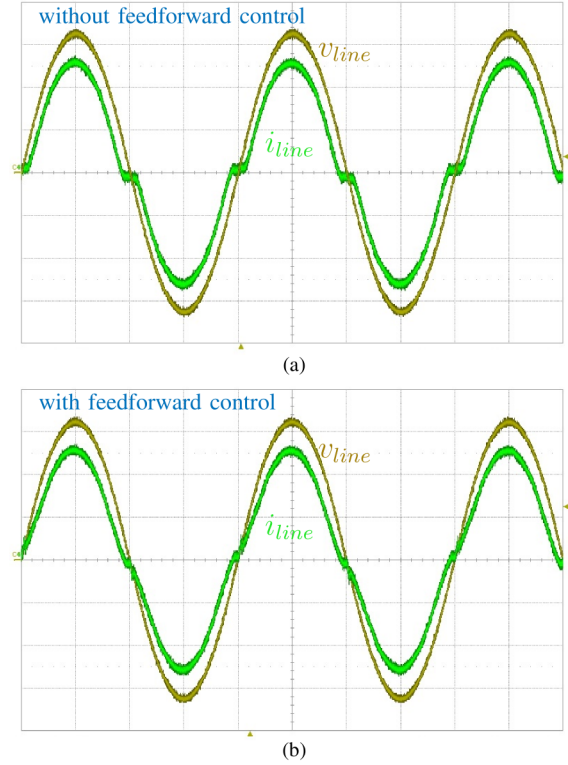 without feedforward control
v_line
i_line
(a)
with feedforward control
v_line
i_line
(b)